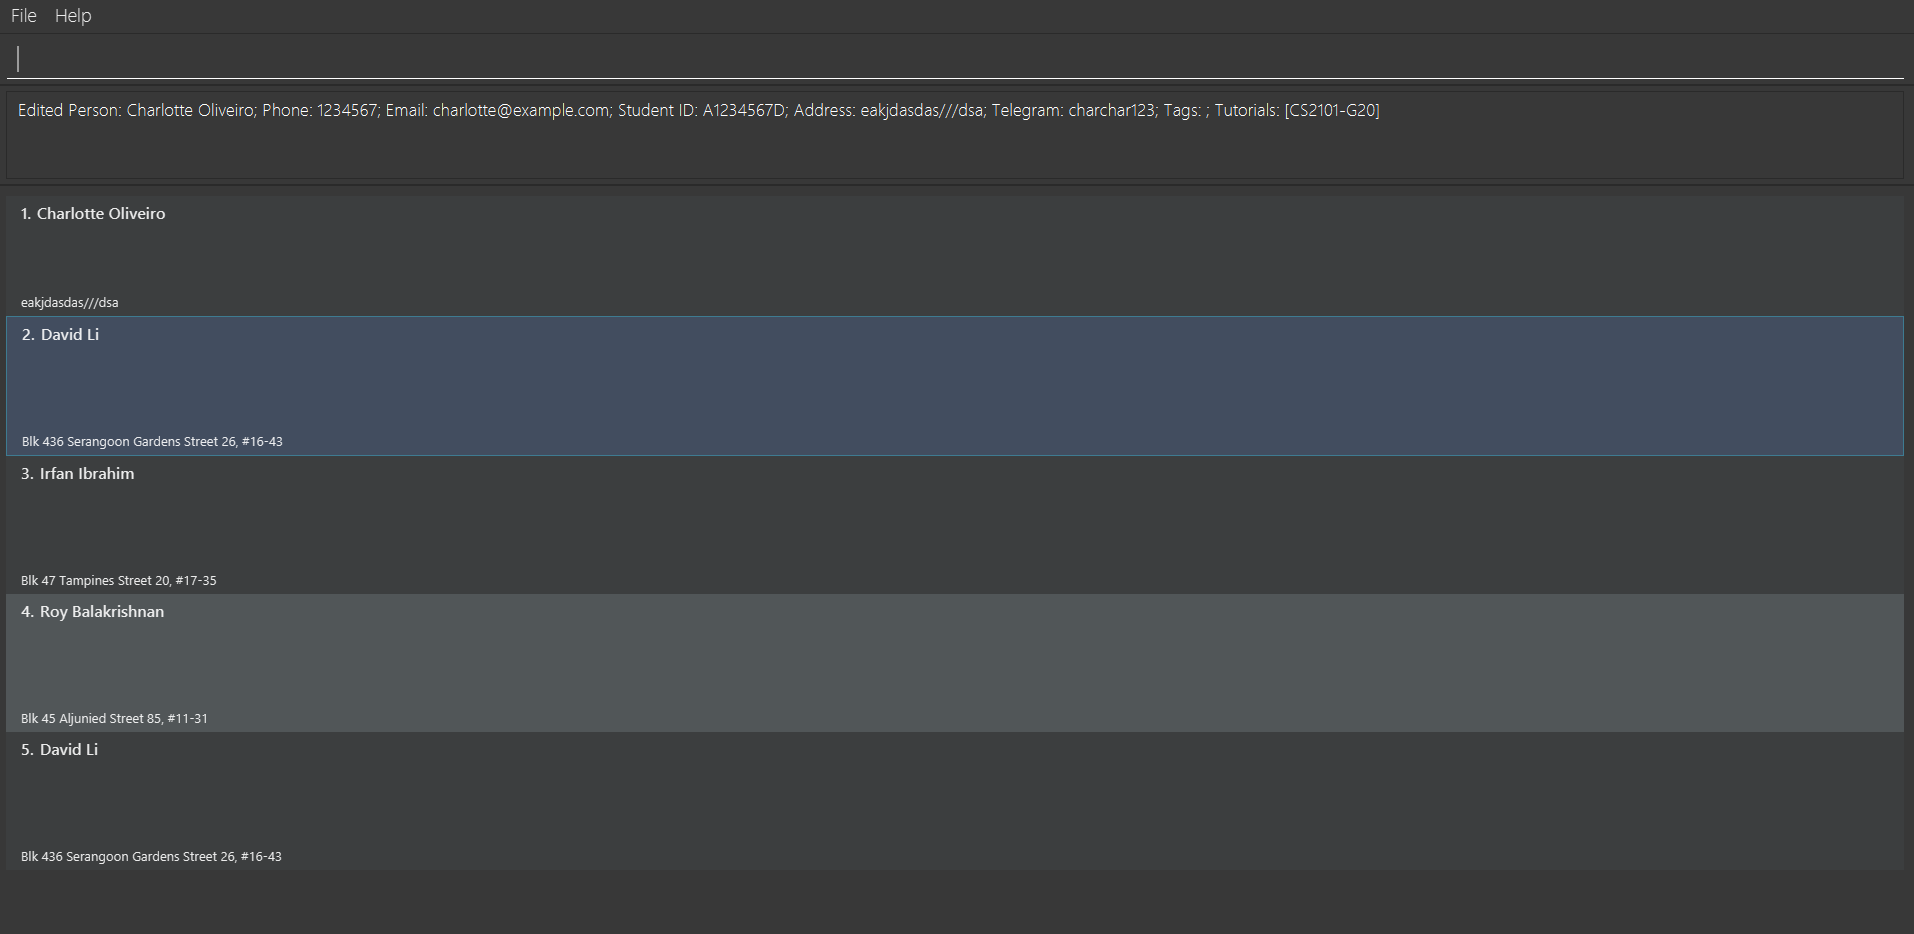 File Help
Edited Person: Charlotte Oliveiro; Phone: 1234567; Email: charlotte@example.com; Student ID: A1234567D; Address: eakjdasdas///dsa; Telegram: charchar123; Tags: ; Tutorials: [CS2101-G20]
1. Charlotte Oliveiro
eakjdasdas///dsa
2. David Li
Blk 436 Serangoon Gardens Street 26, #16-43
3. Irfan Ibrahim
Blk 47 Tampines Street 20, #17-35
4. Roy Balakrishnan
Blk 45 Aljunied Street 85, #11-31
5. David Li
Blk 436 Serangoon Gardens Street 26, #16-43